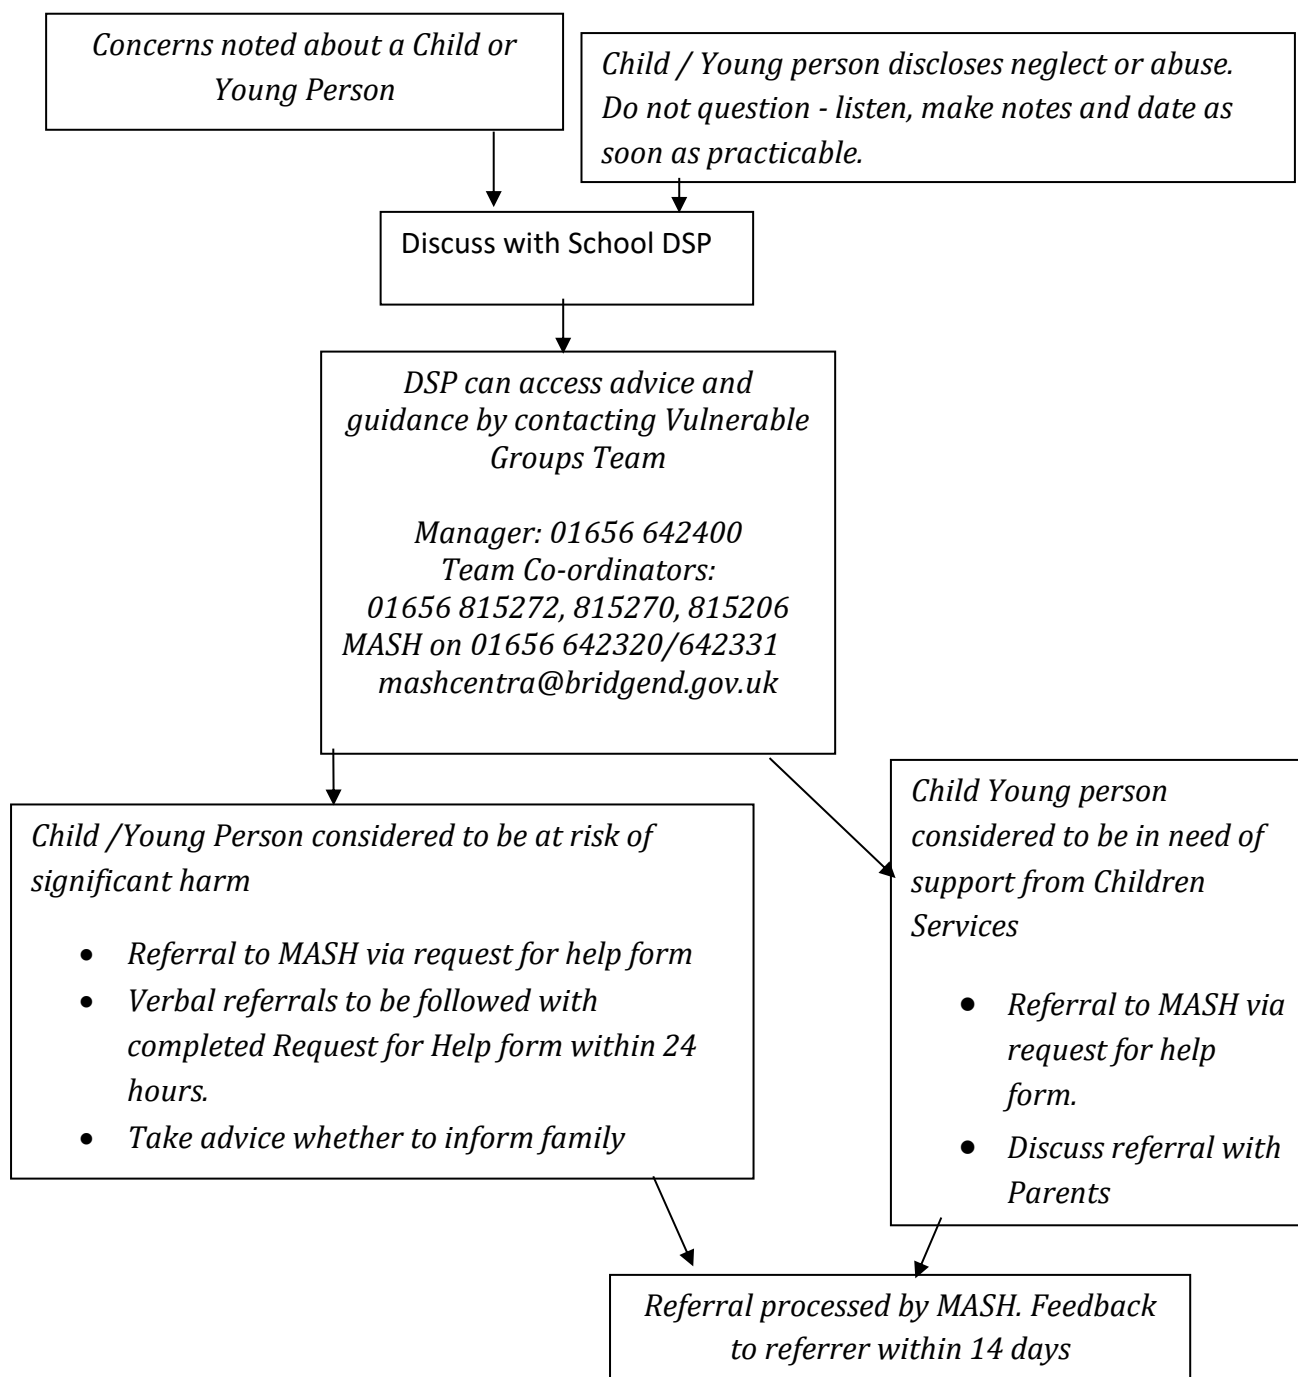 Concerns noted about a Child or
Young Person
Child / Young person discloses neglect or abuse.
Do not question - listen, make notes and date as
soon as practicable.
Discuss with School DSP
DSP can access advice and
guidance by contacting Vulnerable
Groups Team
Manager: 01656 642400
Team Co-ordinators:
01656 815272, 815270, 815206
MASH on 01656 642320/642331
mashcentra@bridgend.gov.uk
Child /Young Person considered to be at risk of
significant harm
• Referral to MASH via request for help form
• Verbal referrals to be followed with
completed Request for Help form within 24
hours.
• Take advice whether to inform family
Child Young person
considered to be in need of
support from Children
Services
• Referral to MASH via
request for help
form.
• Discuss referral with
Parents
Referral processed by MASH. Feedback
to referrer within 14 days